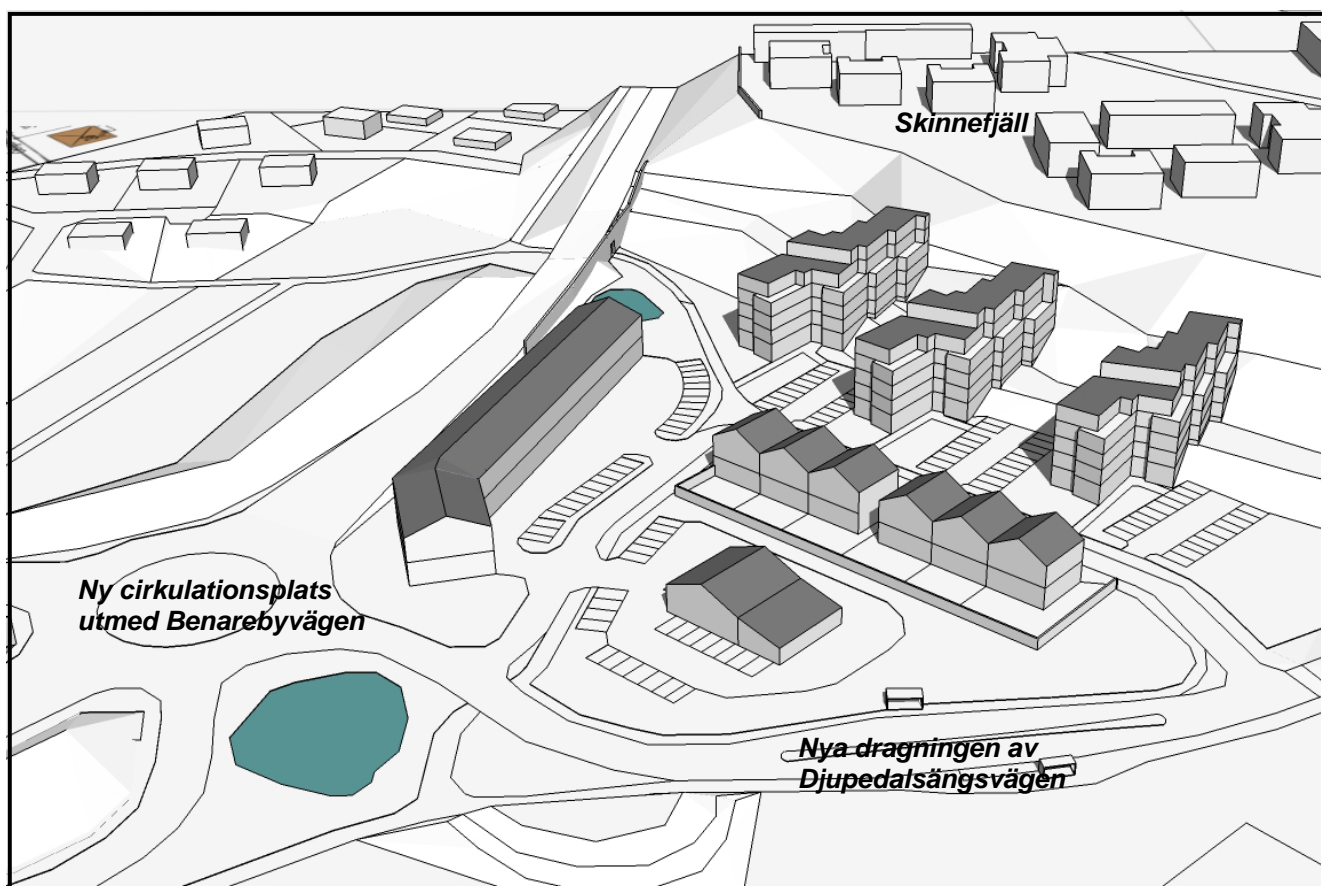 Skinnefjäll
Ny cirkulationsplats
utmed Benarebyvägen
Nya dragningen av
Djupedalsängsvägen